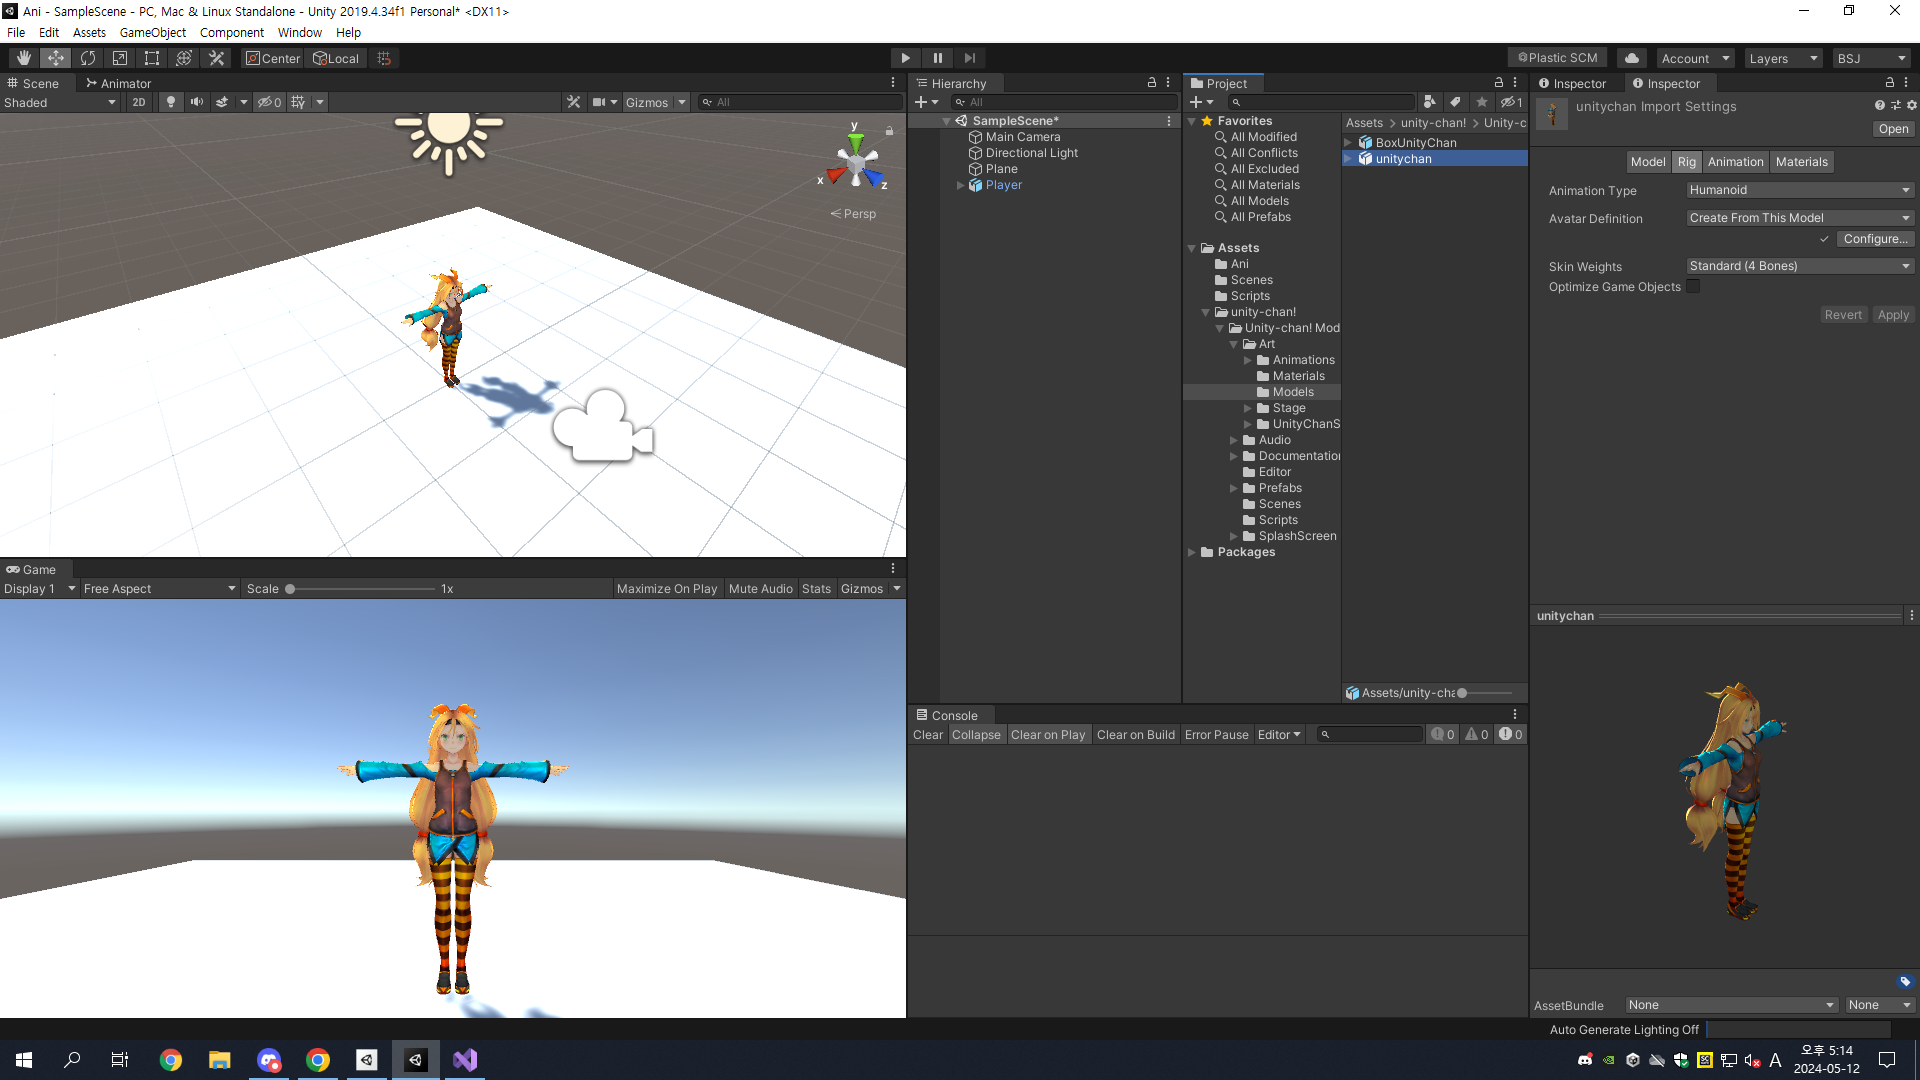 Ani - SampleScene - PC, Mac & Linux Standalone - Unity 2019.4.34f1 Personal* <DX11>
File Edit Assets GameObject Component Window Help
Center Local Plastic SCM Account Layers BSJ
Scene Animator
Shaded 2D 0 Gizmos All
y
x z
Persp
Game
Display 1 Free Aspect Scale 1x Maximize On Play Mute Audio Stats Gizmos
Hierarchy
All
SampleScene*
Main Camera
Directional Light
Plane
Player
Project
1
Favorites
All Modified
All Conflicts
All Excluded
All Materials
All Models
All Prefabs
Assets
Ani
Scenes
Scripts
unity-chan!
Unity-chan! Mod
Art
Animations
Materials
Models
Stage
UnityChanS
Audio
Documentation
Editor
Prefabs
Scenes
Scripts
SplashScreen
Packages
Assets > unity-chan! > Unity-c
BoxUnityChan
unitychan
Assets/unity-cha
Console
Clear Collapse Clear on Play Clear on Build Error Pause Editor 0 0 0
Inspector Inspector
unitychan Import Settings
Open
Model Rig Animation Materials
Animation Type Humanoid
Avatar Definition Create From This Model
Configure...
Skin Weights Standard (4 Bones)
Optimize Game Objects
Revert Apply
unitychan
AssetBundle None None
Auto Generate Lighting Off
A 오후 5:14
2024-05-12